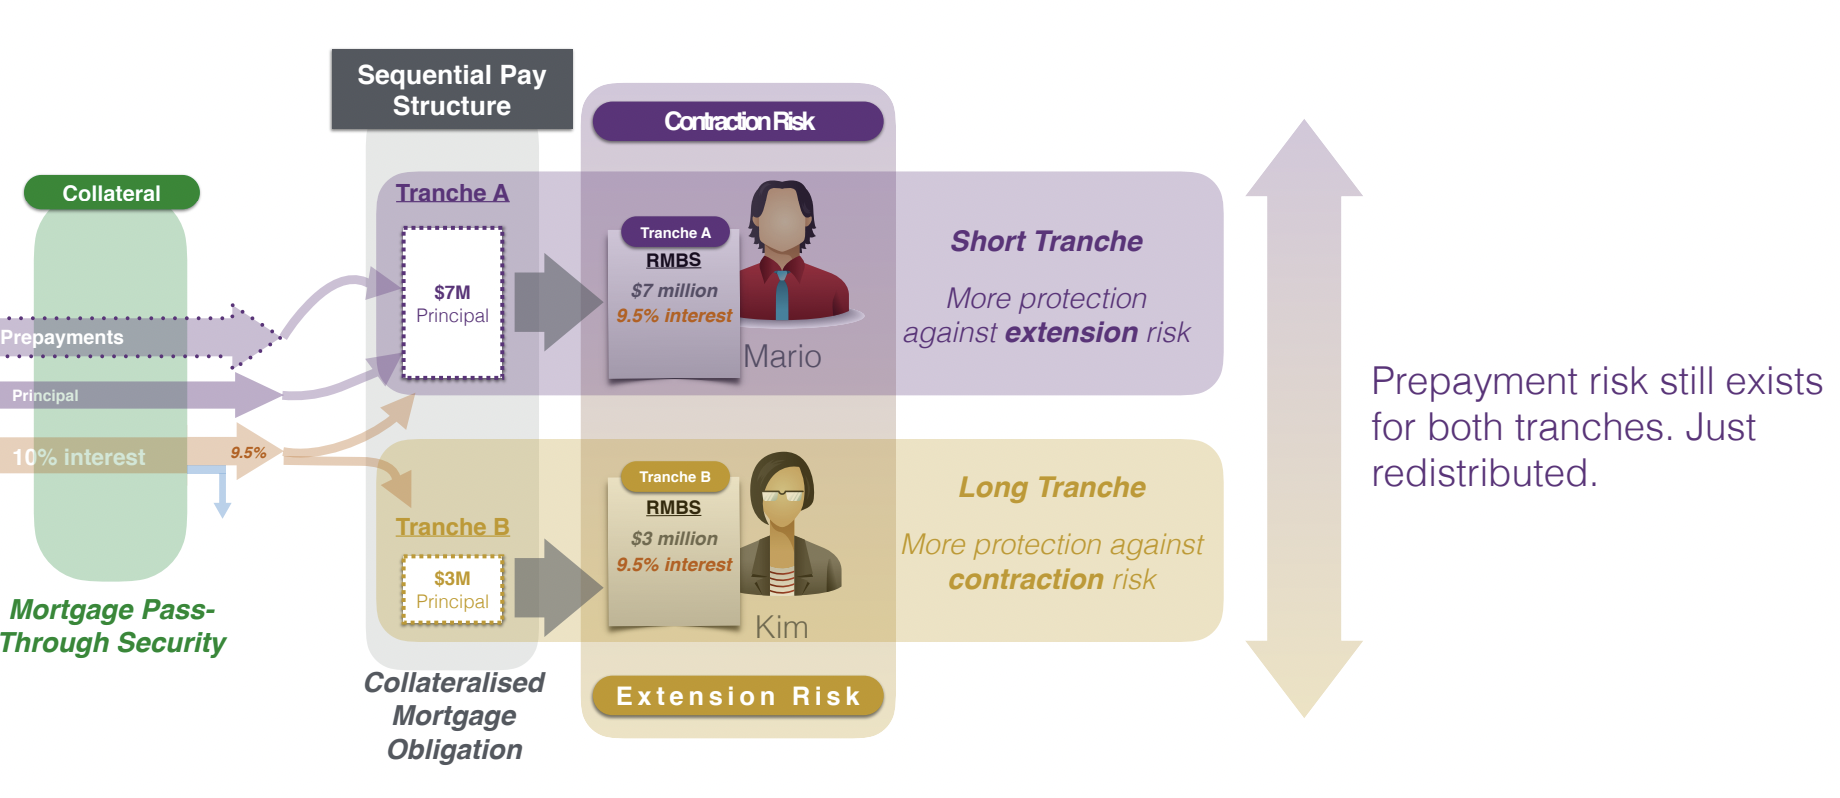 Sequential Pay
Structure
Contraction Risk
Collateral
Prepayments
Principal
10% interest
9.5%
Mortgage Pass-
Through Security
Tranche A
$7M
Principal
Tranche B
$3M
Principal
Collateralised
Mortgage
Obligation
Tranche A
RMBS
$7 million
9.5% interest
Mario
Tranche B
RMBS
$3 million
9.5% interest
Kim
Extension Risk
Short Tranche
More protection
against extension risk
Long Tranche
More protection against
contraction risk
Prepayment risk still exists
for both tranches. Just
redistributed.